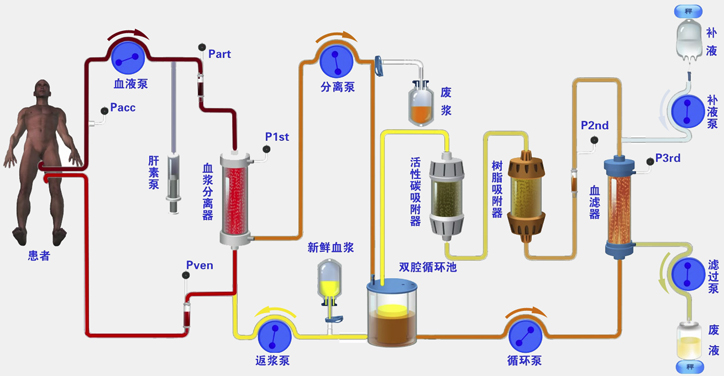 秤
补液
Part
血液泵
分离泵
废浆
补液泵
Pacc
P1st
P2nd
肝素泵
血浆分离器
活性碳吸附器
树脂吸附器
血滤器
P3rd
患者
新鲜血浆
双腔循环池
Pven
滤过泵
返浆泵
循环泵
废液
秤